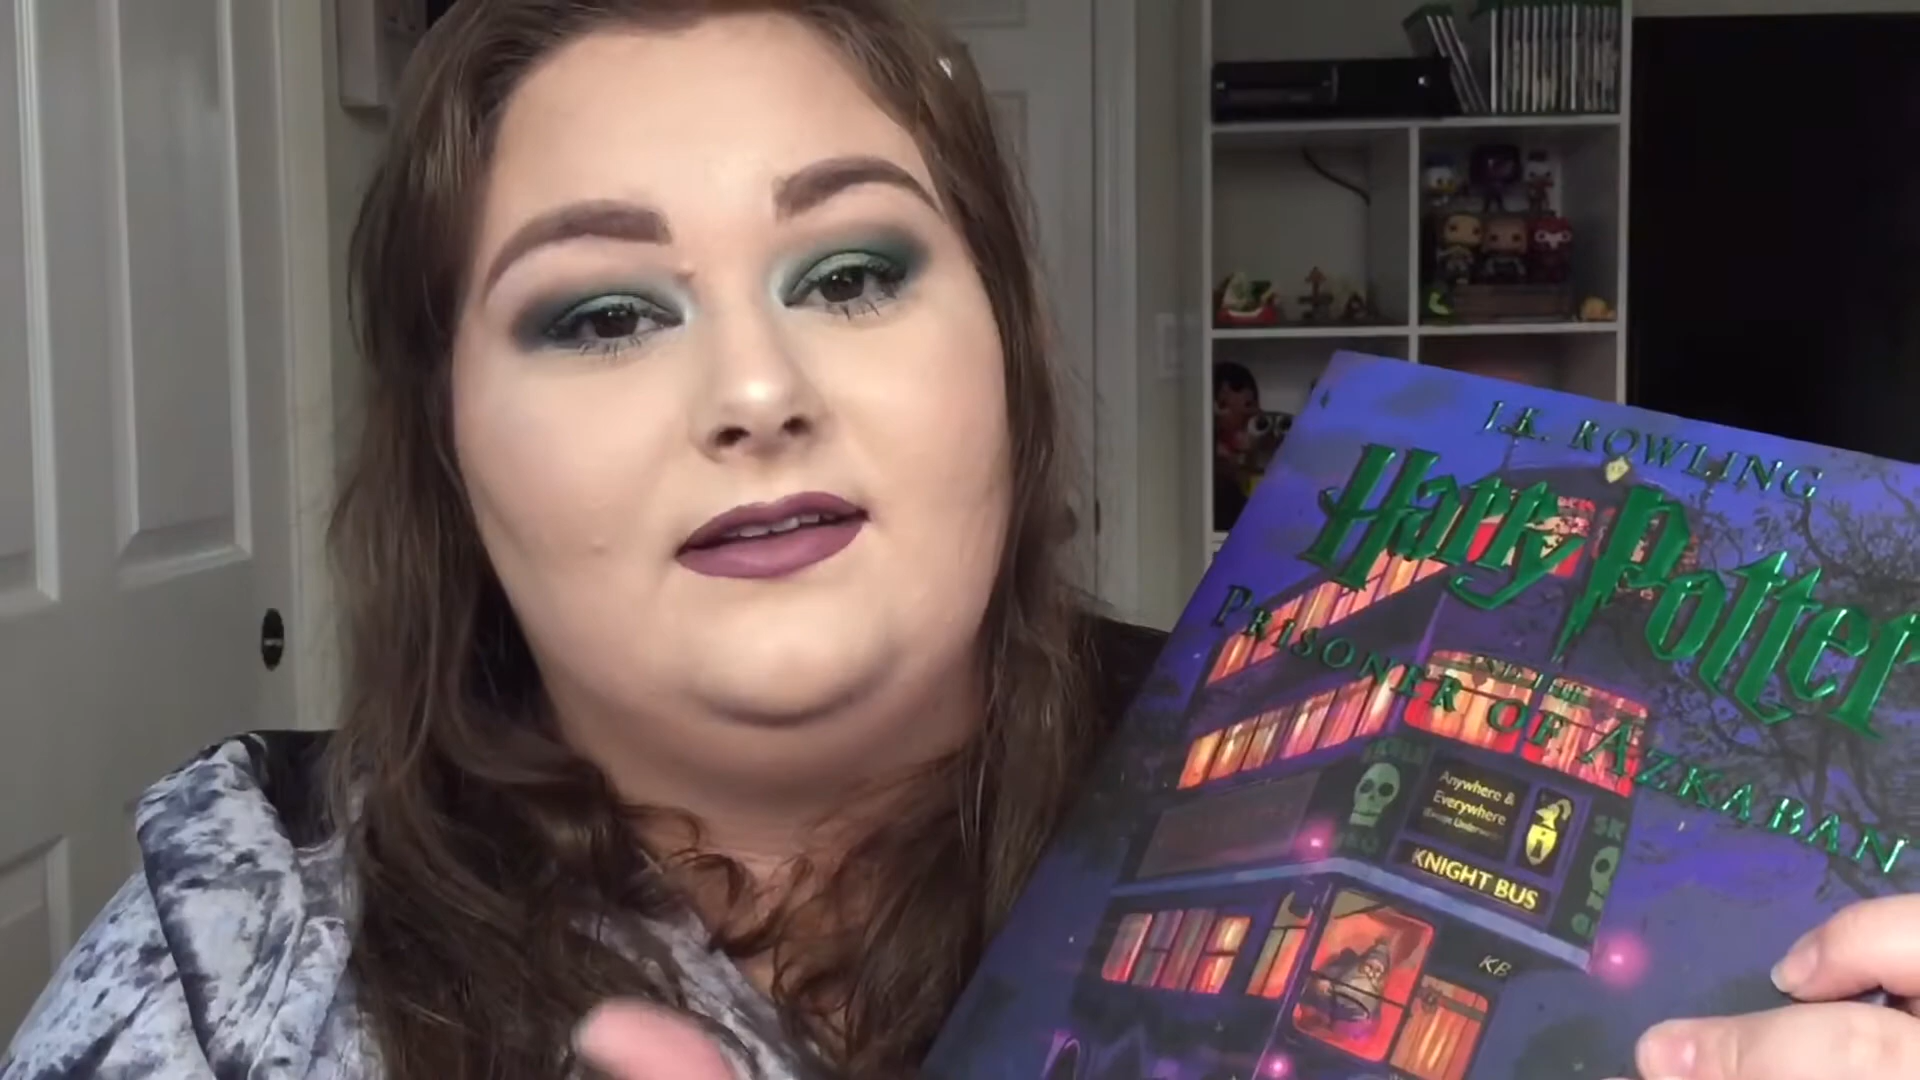 J.K. ROWLING
Harry Potter
AND THE
PRISONER OF AZKABAN
Anywhere &
Everywhere
KNIGHT BUS
KB